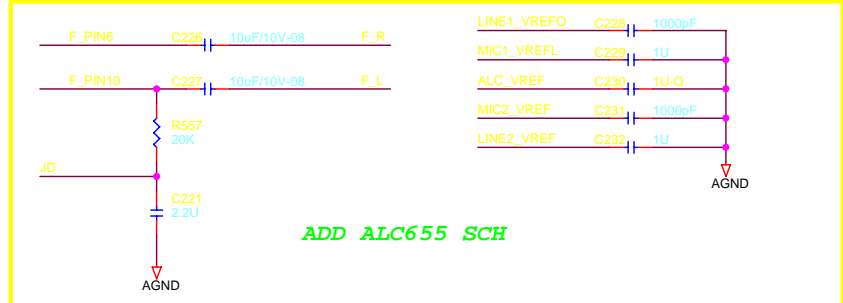 F_PIN6 C226 10uF/10V-08 F_R
F_PIN10 C227 10uF/10V-08 F_L
R557
20K
JD
C221
2.2U
AGND
LINE1_VREFO C228 1000pF
MIC1_VREFL C229 1U
ALC_VREF C230 1U-O
MIC2_VREF C231 1000pF
LINE2_VREF C232 1U
AGND
ADD ALC655 SCH